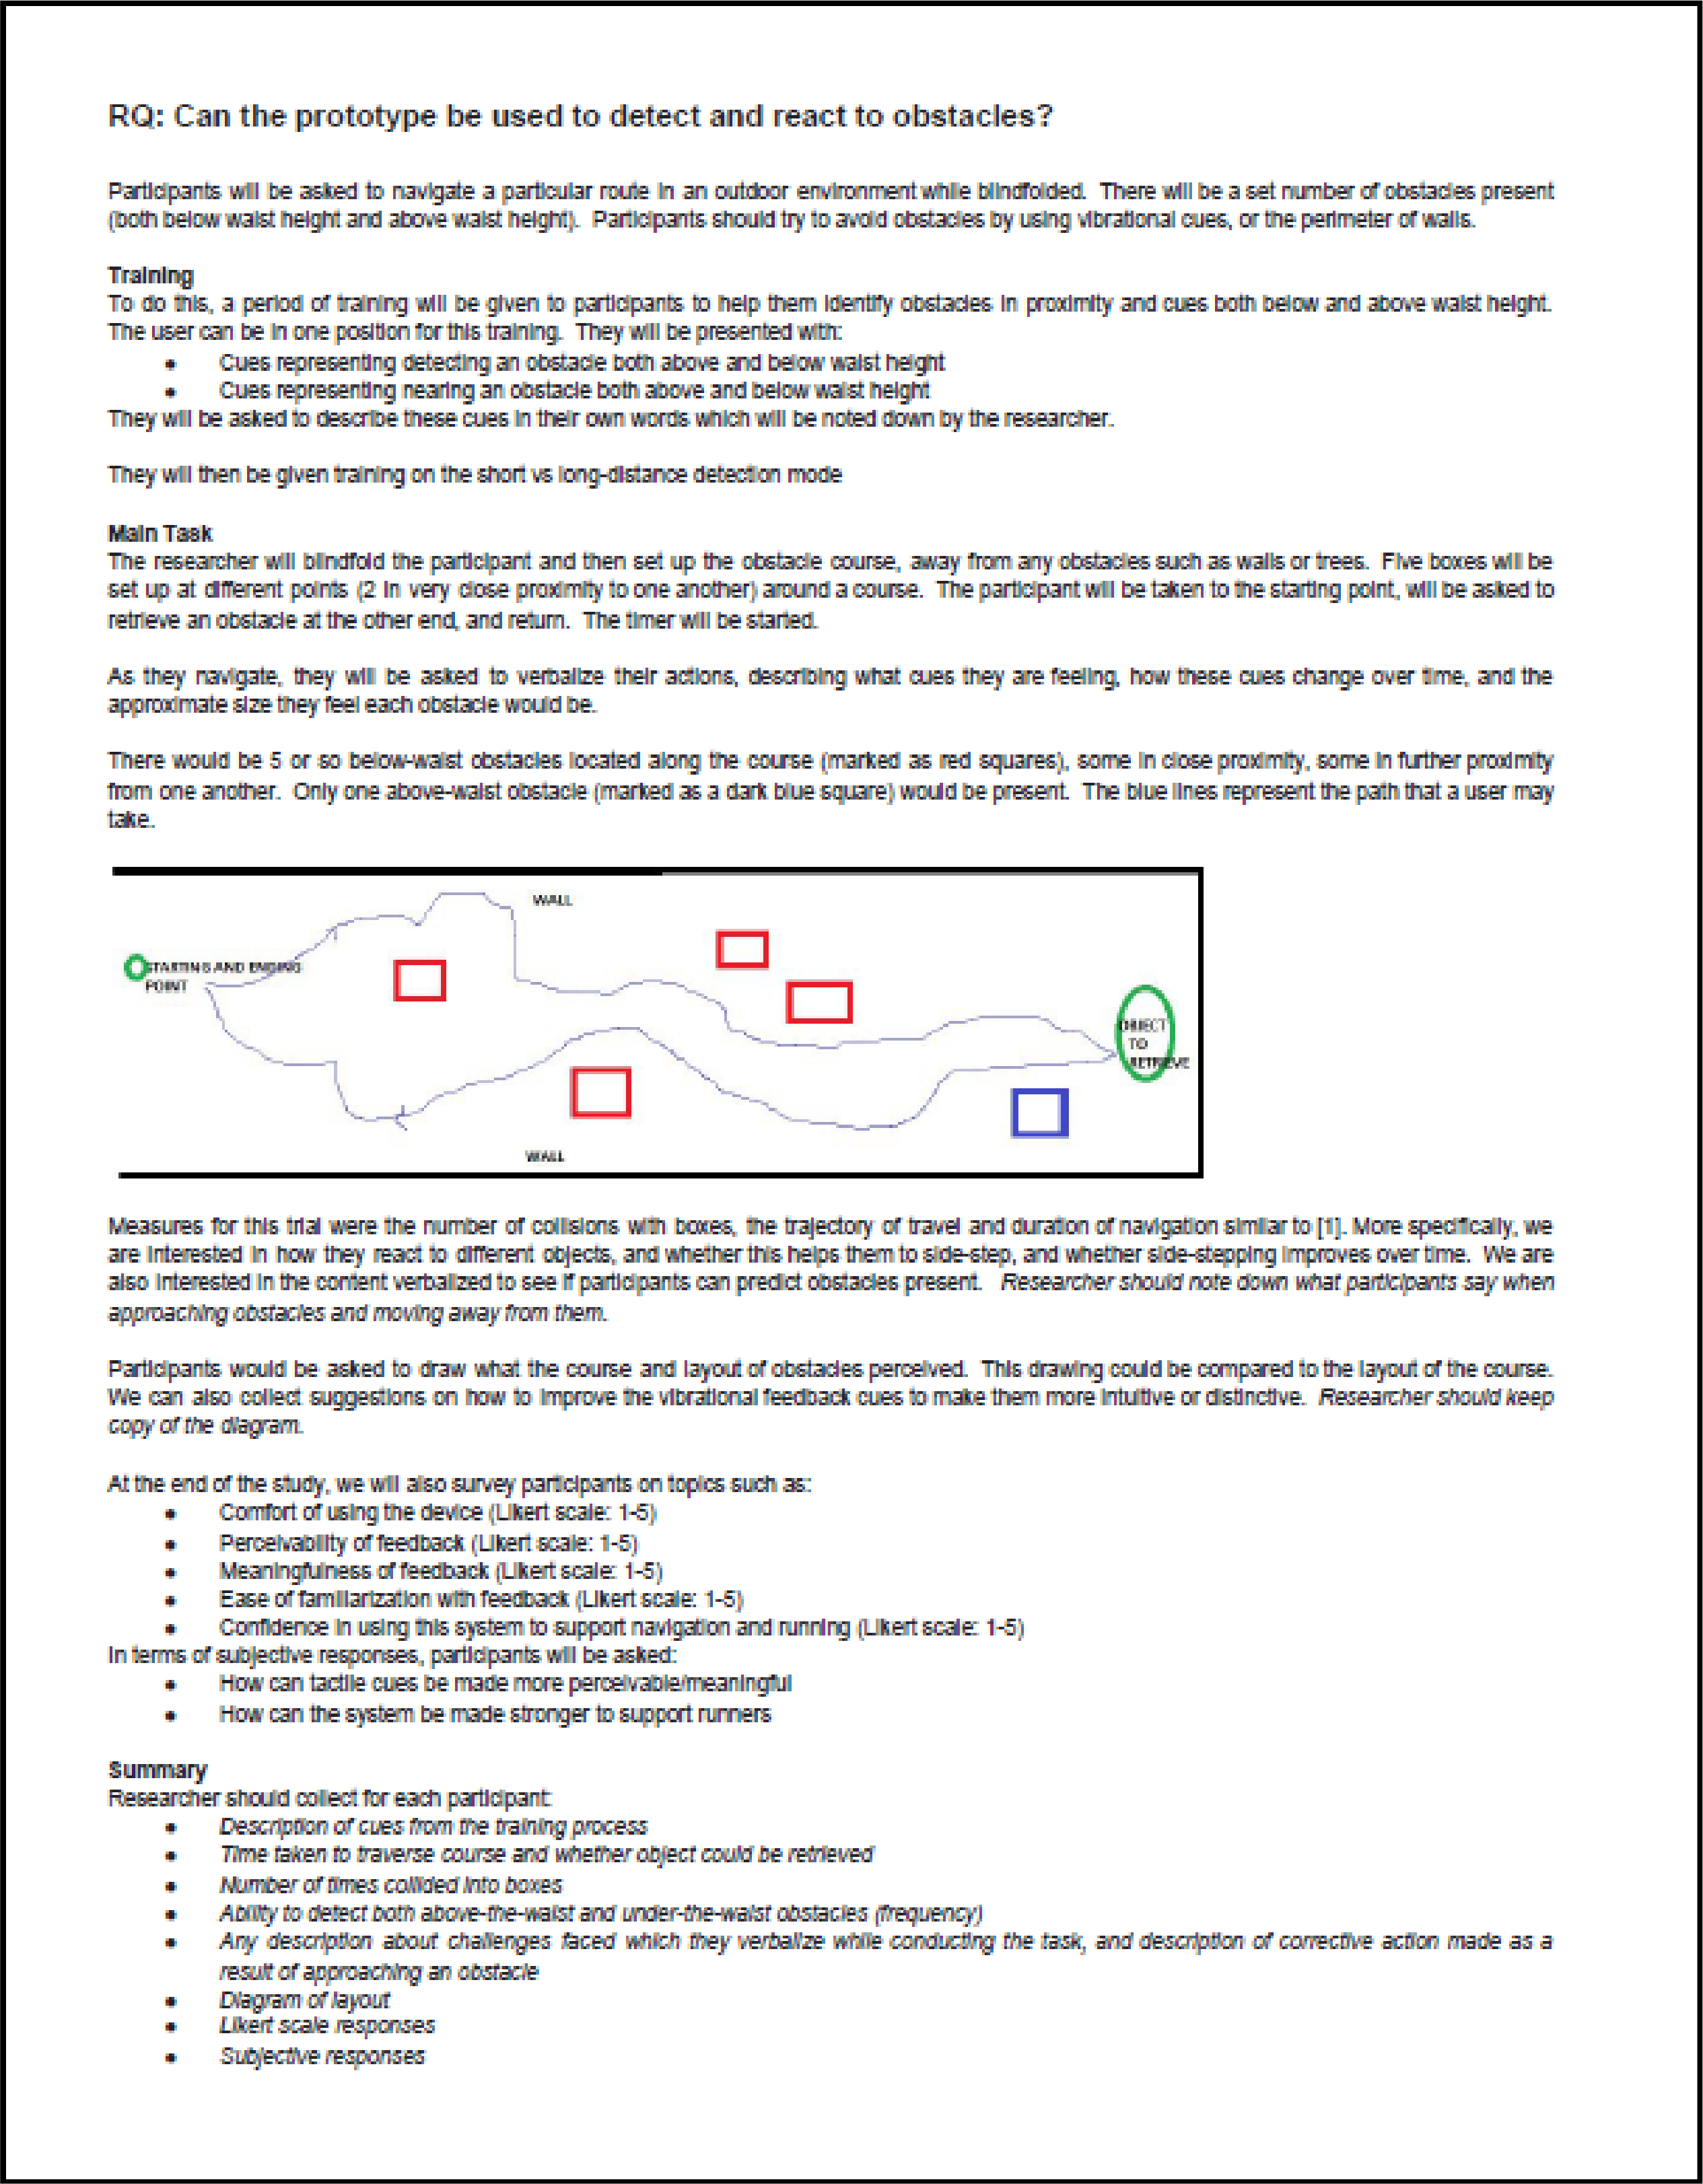 RQ: Can the prototype be used to detect and react to obstacles?
Participants will be asked to navigate a particular route in an outdoor environment while blindfolded. There will be a set number of obstacles present
(both below waist height and above waist height). Participants should try to avoid obstacles by using vibrational cues, or the perimeter of walls.
Training
To do this, a period of training will be given to participants to help them identify obstacles in proximity and cues both below and above waist height.
The user can be in one position for this training. They will be presented with:
• Cues representing detecting an obstacle both above and below waist height
• Cues representing nearing an obstacle both above and below waist height
They will be asked to describe these cues in their own words which will be noted down by the researcher.
They will then be given training on the short vs long-distance detection mode
Main Task
The researcher will blindfold the participant and then set up the obstacle course, away from any obstacles such as walls or trees. Five boxes will be
set up at different points (2 in very close proximity to one another) around a course. The participant will be taken to the starting point, will be asked to
retrieve an obstacle at the other end, and return. The timer will be started.
As they navigate, they will be asked to verbalize their actions, describing what cues they are feeling, how these cues change over time, and the
approximate size they feel each obstacle would be.
There would be 5 or so below-waist obstacles located along the course (marked as red squares), some in close proximity, some in further proximity
from one another. Only one above-waist obstacle (marked as a dark blue square) would be present. The blue lines represent the path that a user may
take.
WALL
STARTING AND ENDING
POINT
OBJECT
TO
RETRIEVE
WALL
Measures for this trial were the number of collisions with boxes, the trajectory of travel and duration of navigation similar to [1]. More specifically, we
are interested in how they react to different objects, and whether this helps them to side-step, and whether side-stepping improves over time. We are
also interested in the content verbalized to see if participants can predict obstacles present. Researcher should note down what participants say when
approaching obstacles and moving away from them.
Participants would be asked to draw what the course and layout of obstacles perceived. This drawing could be compared to the layout of the course.
We can also collect suggestions on how to improve the vibrational feedback cues to make them more intuitive or distinctive. Researcher should keep
copy of the diagram.
At the end of the study, we will also survey participants on topics such as:
• Comfort of using the device (Likert scale: 1-5)
• Perceivability of feedback (Likert scale: 1-5)
• Meaningfulness of feedback (Likert scale: 1-5)
• Ease of familiarization with feedback (Likert scale: 1-5)
• Confidence in using this system to support navigation and running (Likert scale: 1-5)
In terms of subjective responses, participants will be asked:
• How can tactile cues be made more perceivable/meaningful
• How can the system be made stronger to support runners
Summary
Researcher should collect for each participant:
• Description of cues from the training process
• Time taken to traverse course and whether object could be retrieved
• Number of times collided into boxes
• Ability to detect both above-the-waist and under-the-waist obstacles (frequency)
• Any description about challenges faced which they verbalize while conducting the task, and description of corrective action made as a
result of approaching an obstacle
• Diagram of layout
• Likert scale responses
• Subjective responses